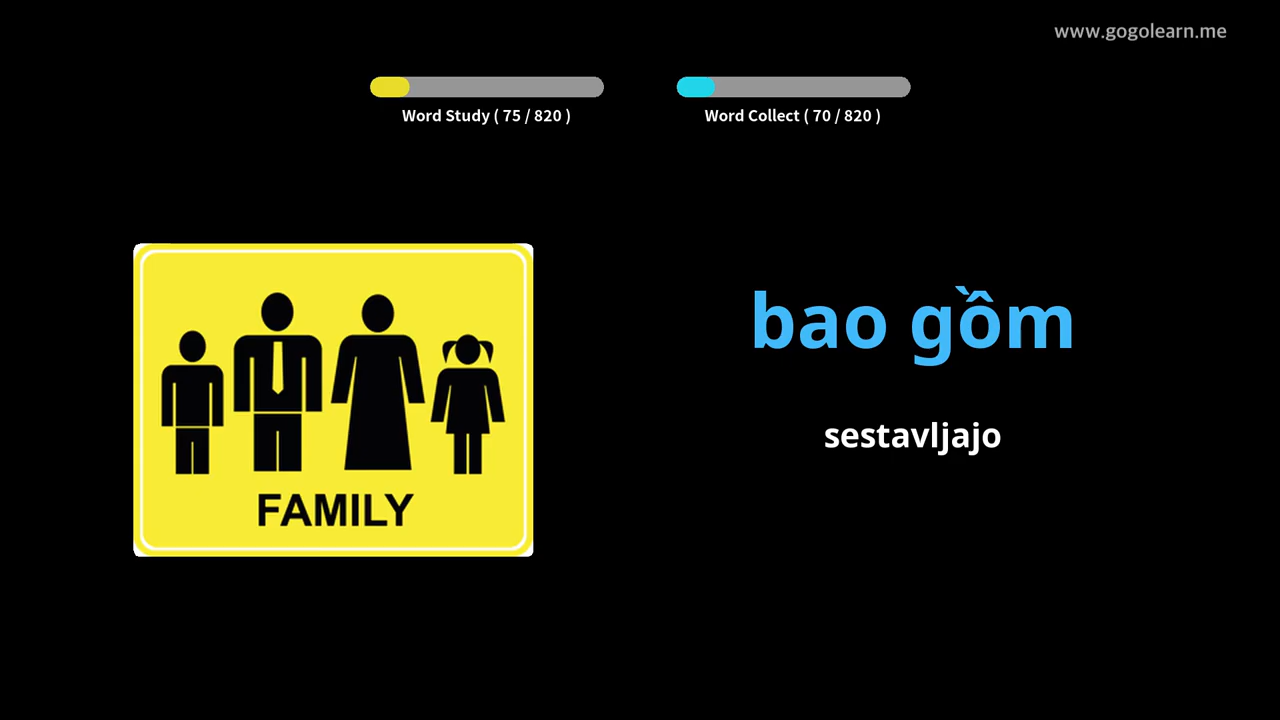 www.gogolearn.me
Word Study ( 75 / 820 )
Word Collect ( 70 / 820 )
bao gồm
sestavljajo
FAMILY